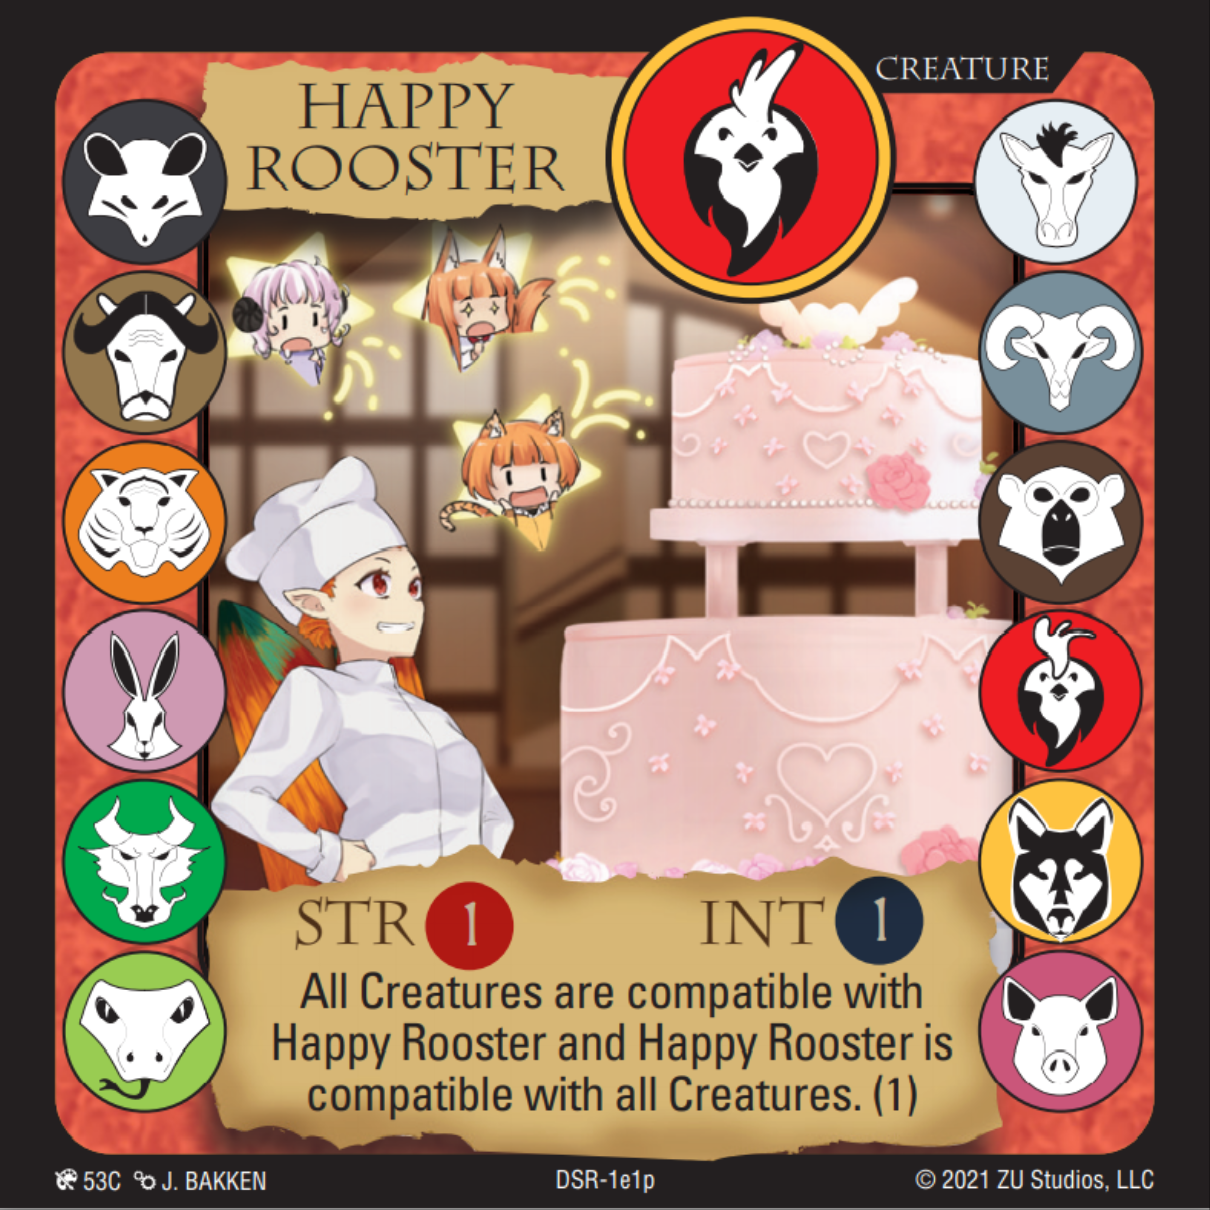 HAPPY
ROOSTER
CREATURE
STR 1 INT 1
All Creatures are compatible with
Happy Rooster and Happy Rooster is
compatible with all Creatures. (1)
53C J. BAKKEN DSR-1e1p © 2021 ZU Studios, LLC